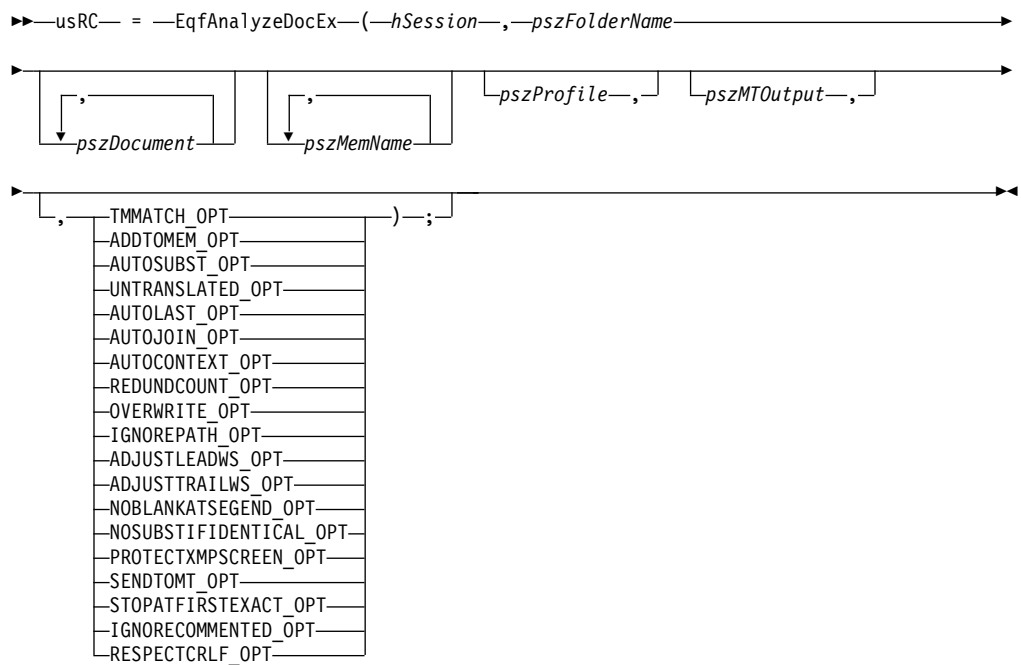 usRC = EqfAnalyzeDocEx ( hSession , pszFolderName
, ,
pszDocument pszMemName pszProfile , pszMTOutput ,
, TMMATCH_OPT ) ;
ADDTOMEM_OPT
AUTOSUBST_OPT
UNTRANSLATED_OPT
AUTOLAST_OPT
AUTOJOIN_OPT
AUTOCONTEXT_OPT
REDUNDCOUNT_OPT
OVERWRITE_OPT
IGNOREPATH_OPT
ADJUSTLEADWS_OPT
ADJUSTTRAILWS_OPT
NOBLANKATSEGEND_OPT
NOSUBSTIFIDENTICAL_OPT
PROTECTXMPSCREEN_OPT
SENDTOMT_OPT
STOPATFIRSTEXACT_OPT
IGNORECOMMENTED_OPT
RESPECTCRLF_OPT